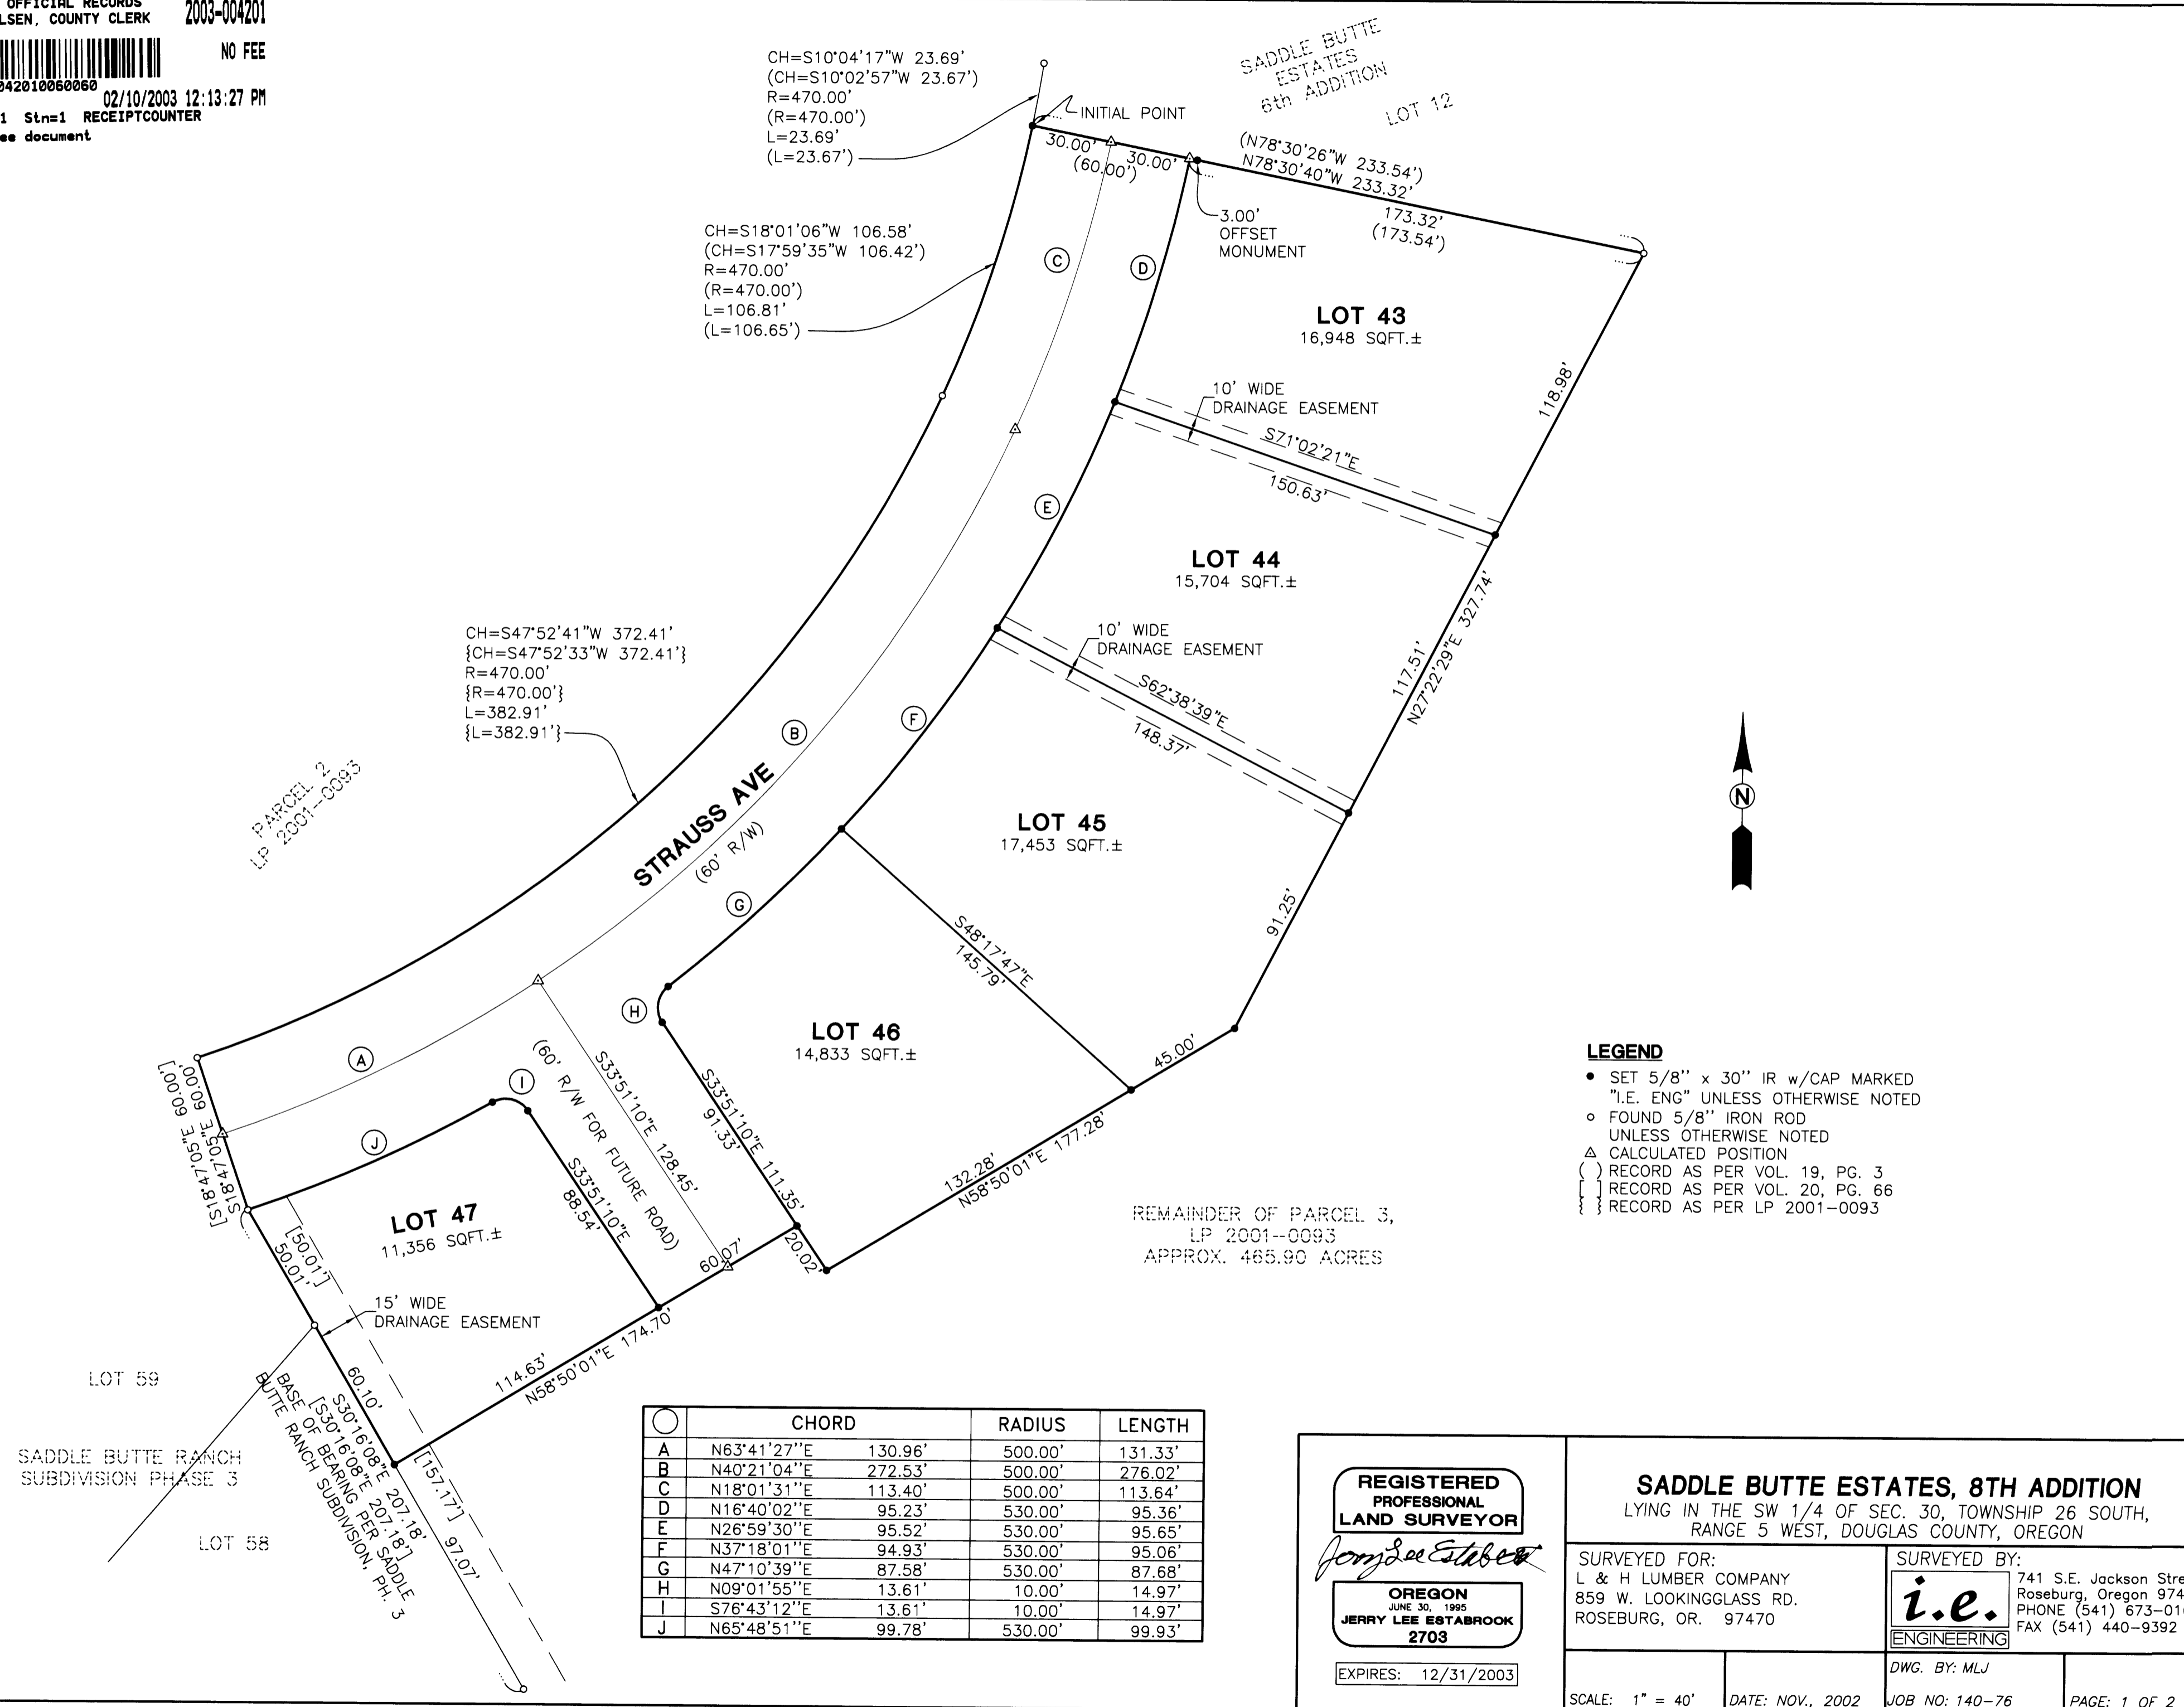 OFFICIAL RECORDS
LSEN, COUNTY CLERK 2003-004201
NO FEE
042010060060 02/10/2003 12:13:27 PM
1 Stn=1 RECEIPTCOUNTER
ee document
CH=S10°04'17"W 23.69'
(CH=S10°02'57"W 23.67')
R=470.00'
(R=470.00')
L=23.69'
(L=23.67')
INITIAL POINT
SADDLE BUTTE
ESTATES
6th ADDITION
LOT 12
30.00' 30.00'
(60.00')
(N78°30'26"W 233.54')
N78°30'40"W 233.32'
173.32'
(173.54')
3.00'
OFFSET
MONUMENT
CH=S18°01'06"W 106.58'
(CH=S17°59'35"W 106.42')
R=470.00'
(R=470.00')
L=106.81'
(L=106.65')
C
D
LOT 43
16,948 SQFT.±
118.98'
10' WIDE
DRAINAGE EASEMENT
S71°02'21"E
150.63'
E
LOT 44
15,704 SQFT.±
117.51'
N27°22'29"E 327.74'
10' WIDE
DRAINAGE EASEMENT
S62°38'39"E
148.37'
CH=S47°52'41"W 372.41'
{CH=S47°52'33"W 372.41'}
R=470.00'
{R=470.00'}
L=382.91'
{L=382.91'}
F
B
PARCEL 2
LP 2001-0093
STRAUSS AVE
(60' R/W)
LOT 45
17,453 SQFT.±
N
G
91.25'
S48°17'47"E
145.79'
H
LOT 46
14,833 SQFT.±
45.00'
A
I
J
S18°47'05"E 60.00'
[S18°47'05"E 60.00']
(60' R/W FOR FUTURE ROAD)
S33°51'10"E 128.45'
S33°51'10"E 111.35'
91.33'
S33°51'10"E
88.54'
132.28'
N58°50'01"E 177.28'
LEGEND
● SET 5/8'' x 30'' IR w/CAP MARKED
"I.E. ENG" UNLESS OTHERWISE NOTED
○ FOUND 5/8'' IRON ROD
UNLESS OTHERWISE NOTED
△ CALCULATED POSITION
( ) RECORD AS PER VOL. 19, PG. 3
[ ] RECORD AS PER VOL. 20, PG. 66
{ } RECORD AS PER LP 2001-0093
REMAINDER OF PARCEL 3,
LP 2001--0093
APPROX. 465.90 ACRES
LOT 47
11,356 SQFT.±
60.07'
20.02'
[50.01']
50.01'
15' WIDE
DRAINAGE EASEMENT
114.63'
N58°50'01"E 174.70'
LOT 59
SADDLE BUTTE RANCH
SUBDIVISION PHASE 3
LOT 58
60.10'
S30°16'08"E 207.18'
[S30°16'08"E 207.18']
BASE OF BEARING PER SADDLE
BUTTE RANCH SUBDIVISION, PH. 3
[157.17']
97.07'
CHORD RADIUS LENGTH
A N63°41'27''E 130.96' 500.00' 131.33'
B N40°21'04''E 272.53' 500.00' 276.02'
C N18°01'31''E 113.40' 500.00' 113.64'
D N16°40'02''E 95.23' 530.00' 95.36'
E N26°59'30''E 95.52' 530.00' 95.65'
F N37°18'01''E 94.93' 530.00' 95.06'
G N47°10'39''E 87.58' 530.00' 87.68'
H N09°01'55''E 13.61' 10.00' 14.97'
I S76°43'12''E 13.61' 10.00' 14.97'
J N65°48'51''E 99.78' 530.00' 99.93'
REGISTERED
PROFESSIONAL
LAND SURVEYOR
Jerry Lee Estabrook
OREGON
JUNE 30, 1995
JERRY LEE ESTABROOK
2703
EXPIRES: 12/31/2003
SADDLE BUTTE ESTATES, 8TH ADDITION
LYING IN THE SW 1/4 OF SEC. 30, TOWNSHIP 26 SOUTH,
RANGE 5 WEST, DOUGLAS COUNTY, OREGON
SURVEYED FOR:
L & H LUMBER COMPANY
859 W. LOOKINGGLASS RD.
ROSEBURG, OR. 97470
SURVEYED BY:
i.e.
ENGINEERING
741 S.E. Jackson Stre
Roseburg, Oregon 974
PHONE (541) 673-01
FAX (541) 440-9392
SCALE: 1" = 40'
DATE: NOV., 2002
DWG. BY: MLJ
JOB NO: 140-76
PAGE: 1 OF 2